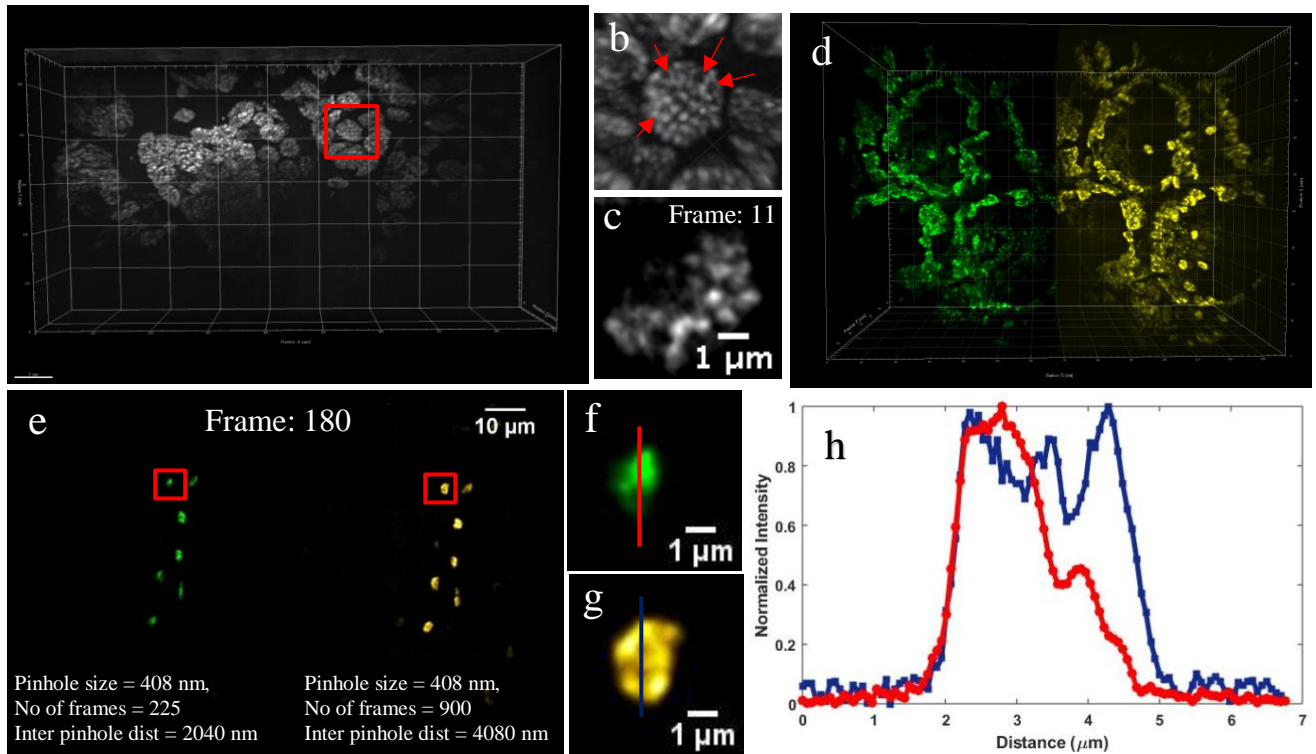 b
c
Frame: 11
1 μm
d
e
Frame: 180
10 μm
Pinhole size = 408 nm,
No of frames = 225
Inter pinhole dist = 2040 nm
Pinhole size = 408 nm,
No of frames = 900
Inter pinhole dist = 4080 nm
f
1 μm
g
1 μm
h
Normalized Intensity
1
0.8
0.6
0.4
0.2
0
0 1 2 3 4 5 6 7
Distance (μm)